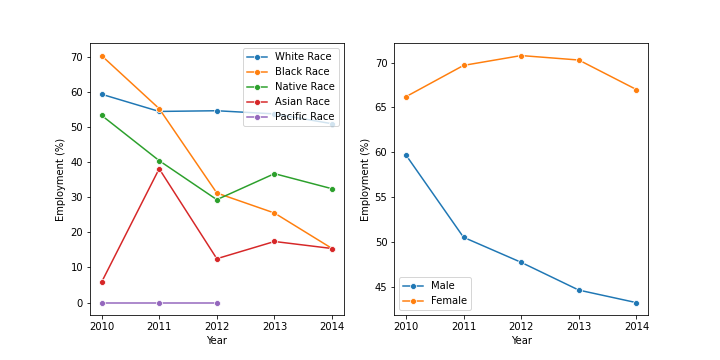 70
60
50
40
30
20
10
0
Employment (%)
2010 2011 2012 2013 2014
Year
White Race
Black Race
Native Race
Asian Race
Pacific Race
70
65
60
55
50
45
Employment (%)
2010 2011 2012 2013 2014
Year
Male
Female